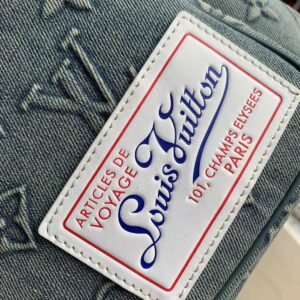 ARTICLES DE
VOYAGE
Louis Vuitton
101, CHAMPS ELYSEES
PARIS